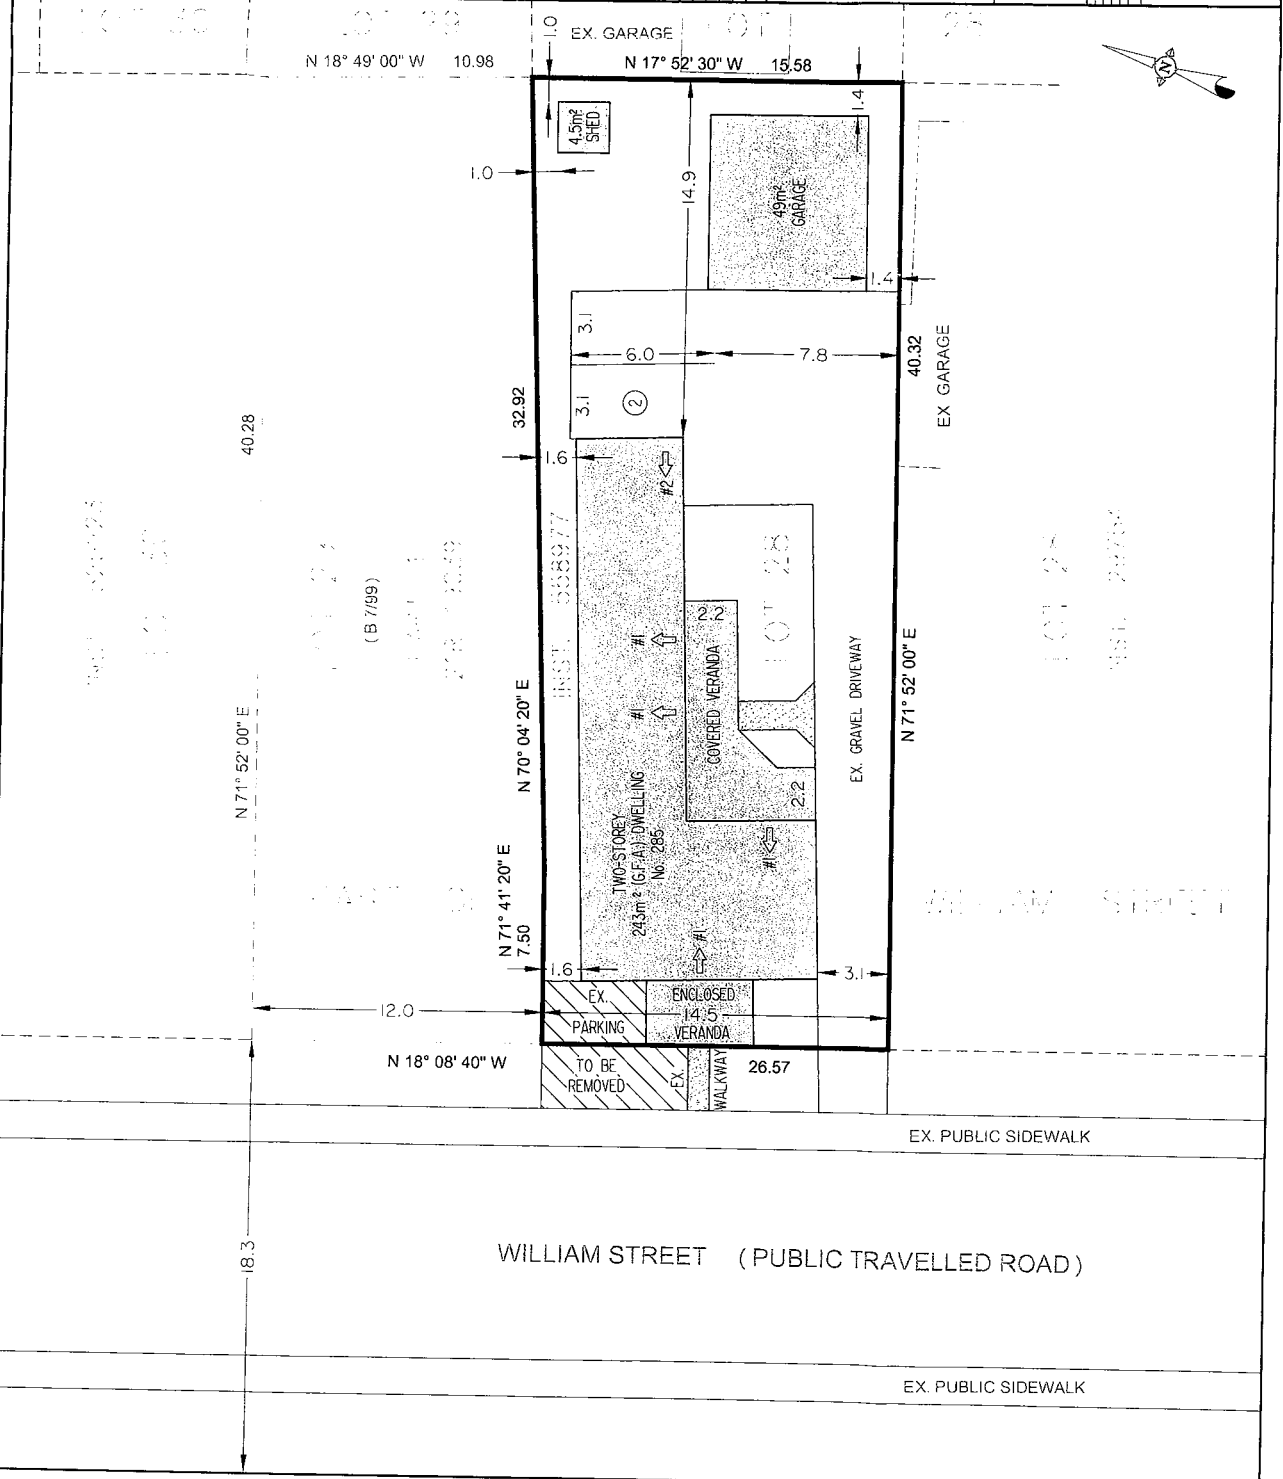 EX. GARAGE
1.0
N 18° 49' 00" W 10.98
N 17° 52' 30" W 15.58
N
4.5m²
SHED
1.0
14.9
1.4
49m²
GARAGE
1.4
3.1
6.0
7.8
3.1
2
32.92
40.32
EX GARAGE
40.28
1.6
#2
INST. 558977
LOT 28
(B 7/99)
2.2
#1
#1
COVERED VERANDA
2.2
EX. GRAVEL DRIVEWAY
N 71° 52' 00" E
N 70° 04' 20" E
N 71° 52' 00" E
TWO-STOREY
243m² (G.F.A.) DWELLING
No. 285
#1
#1
N 71° 41' 20" E
7.50
WILLIAM STREET
1.6
3.1
EX.
PARKING
ENCLOSED
VERANDA
14.5
12.0
N 18° 08' 40" W
TO BE
REMOVED
EX.
WALKWAY
26.57
EX. PUBLIC SIDEWALK
18.3
WILLIAM STREET (PUBLIC TRAVELLED ROAD)
EX. PUBLIC SIDEWALK